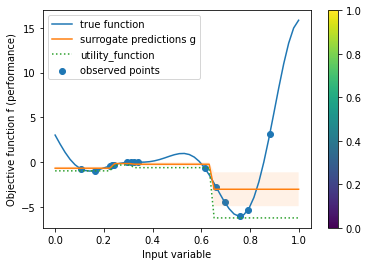 true function
surrogate predictions g
utility_function
observed points
Objective function f (performance)
15
10
5
0
−5
0.0 0.2 0.4 0.6 0.8 1.0
Input variable
1.0
0.8
0.6
0.4
0.2
0.0